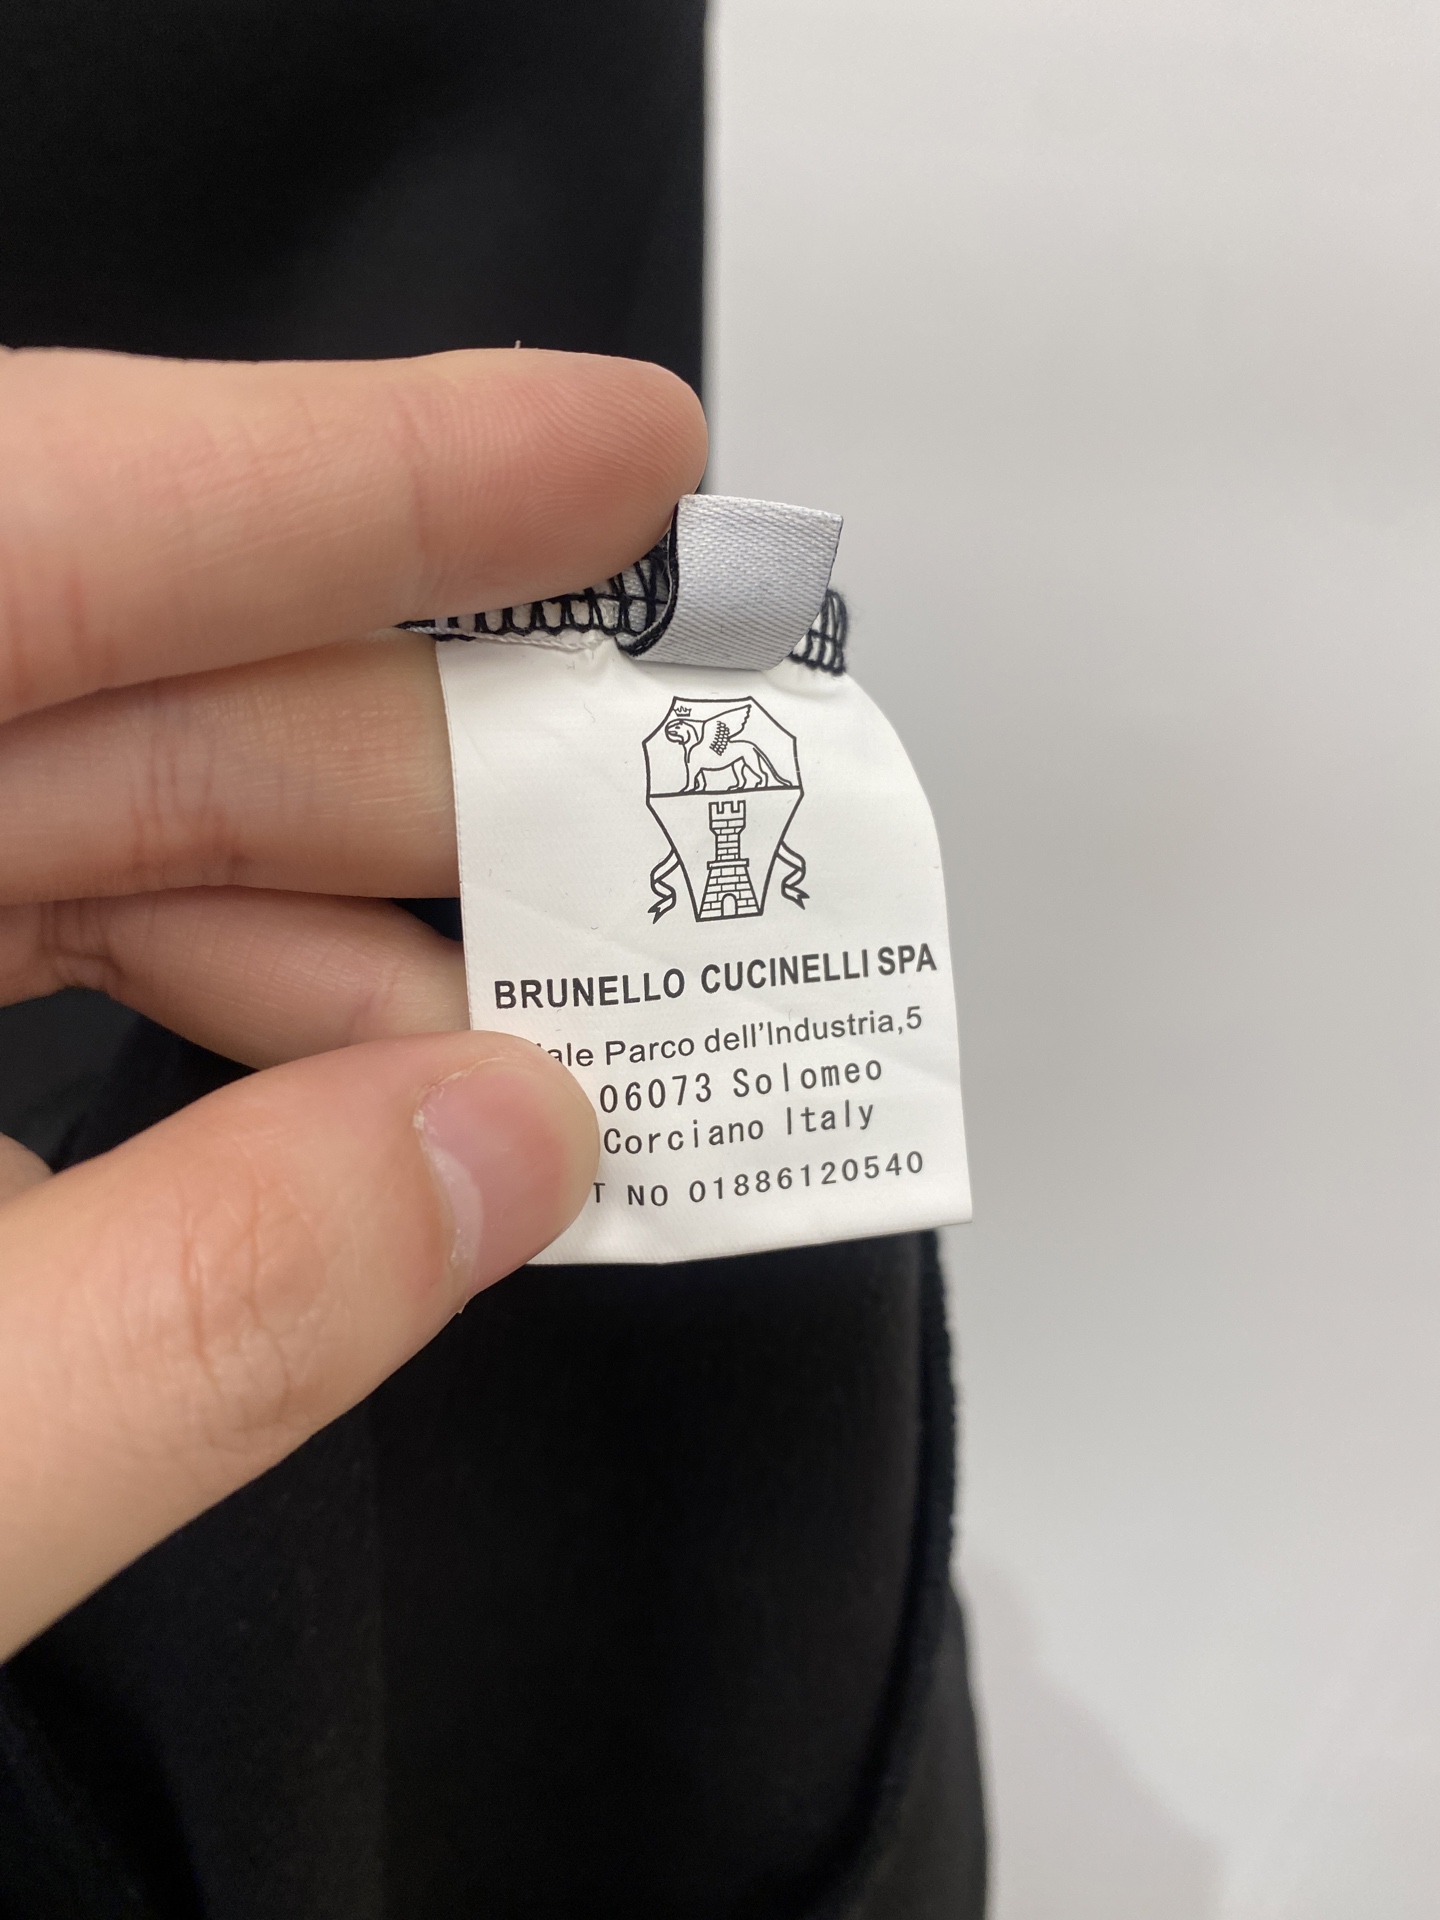 BRUNELLO CUCINELLI SPA
ale Parco dell'Industria,5
06073 Solomeo
Corciano Italy
T NO 01886120540